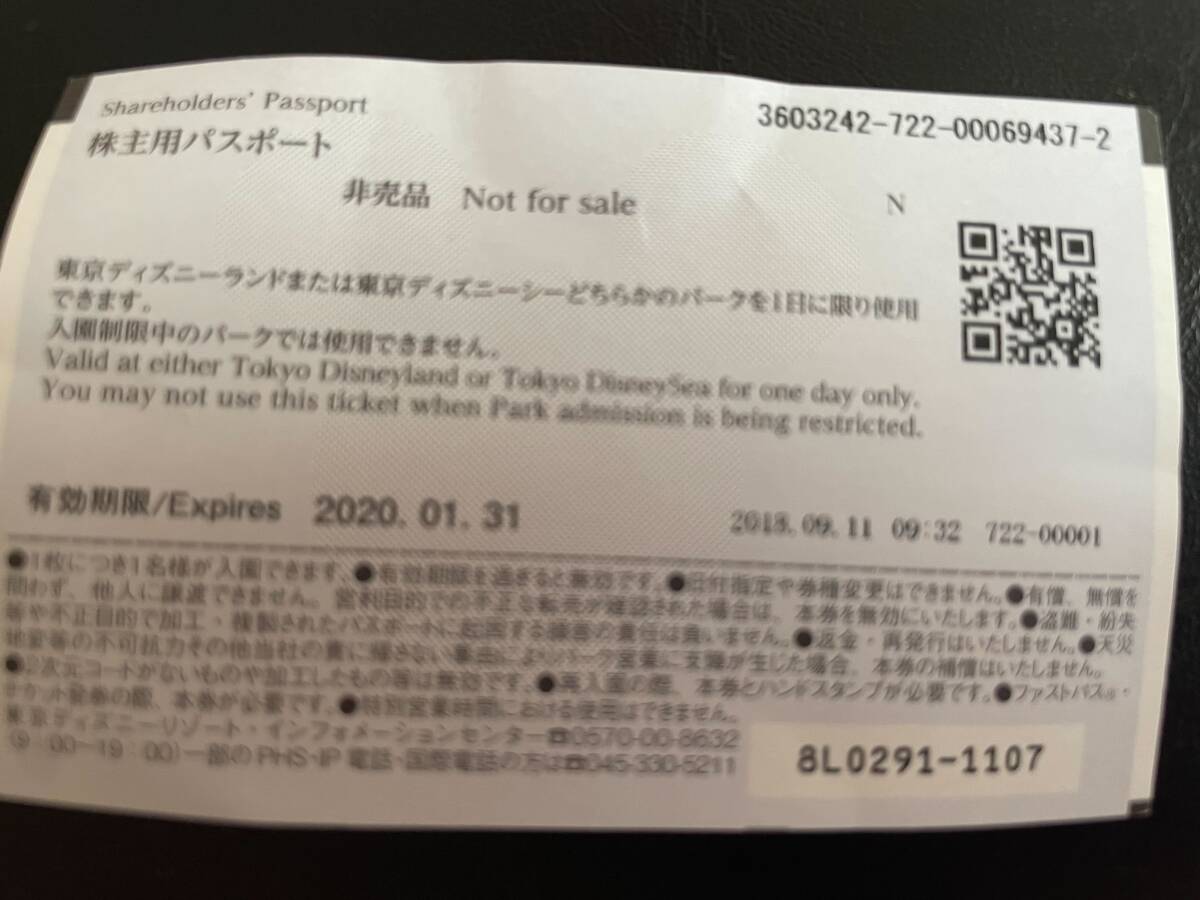 Shareholders' Passport
3603242-722-00069437-2
株主用パスポート
非売品 Not for sale
N
東京ディズニーランドまたは東京ディズニーシーどちらかのパークを1日に限り使用
できます。
入園制限中のパークでは使用できません。
Valid at either Tokyo Disneyland or Tokyo DisneySea for one day only.
You may not use this ticket when Park admission is being restricted.
有効期限/Expires 2020.01.31
2018.09.11 09:32 722-00001
●1枚につき1名様が入園できます。●有効期限を過ぎると無効です。●日付指定や券種変更はできません。●有償、無償を
問わず、他人に譲渡できません。営利目的での不正な転売が確認された場合は、本券を無効にいたします。●盗難・紛失
等や不正目的で加工・複製されたパスポートに起因する損害の責任は負いません。●返金・再発行はいたしません。●天災
地変等の不可抗力その他当社の責に帰さない事由によりパーク営業に支障が生じた場合、本券の補償はいたしません。
●2次元コードがないものや加工したもの等は無効です。●再入園の際、本券とハンドスタンプが必要です。●ファストパス®・
チケット発券の際、本券が必要です。●特別営業時間における使用はできません。
東京ディズニーリゾート・インフォメーションセンター☎0570-00-8632
(9:00-19:00)一部のPHS・IP電話・国際電話の方は☎045-330-5211
8L0291-1107